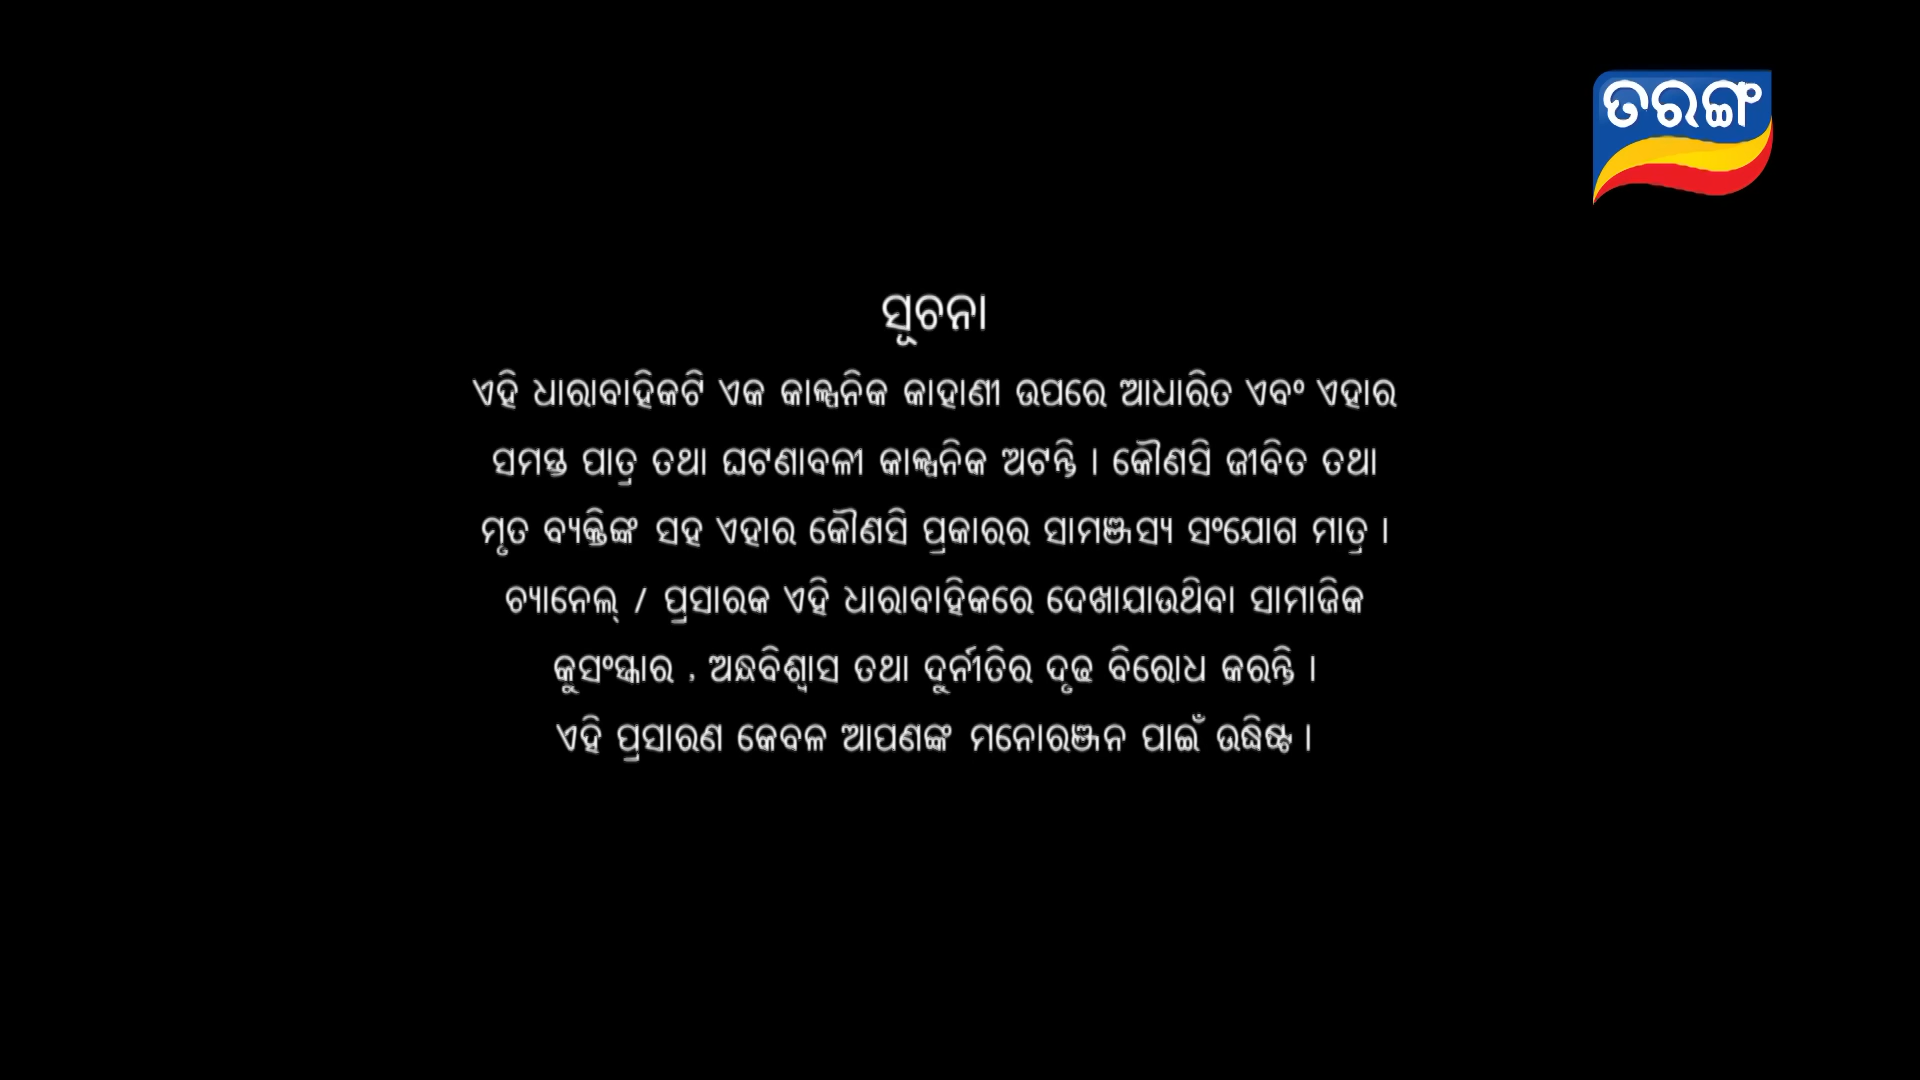 ତରଙ୍ଗ
ସୂଚନା
ଏହି ଧାରାବାହିକଟି ଏକ କାଳ୍ପନିକ କାହାଣୀ ଉପରେ ଆଧାରିତ ଏବଂ ଏହାର
ସମସ୍ତ ପାତ୍ର ତଥା ଘଟଣାବଳୀ କାଳ୍ପନିକ ଅଟନ୍ତି । କୌଣସି ଜୀବିତ ତଥା
ମୃତ ବ୍ୟକ୍ତିଙ୍କ ସହ ଏହାର କୌଣସି ପ୍ରକାରର ସାମଞ୍ଜସ୍ୟ ସଂଯୋଗ ମାତ୍ର ।
ଚ୍ୟାନେଲ୍ / ପ୍ରସାରକ ଏହି ଧାରାବାହିକରେ ଦେଖାଯାଉଥିବା ସାମାଜିକ
କୁସଂସ୍କାର , ଅନ୍ଧବିଶ୍ୱାସ ତଥା ଦୁର୍ନୀତିର ଦୃଢ ବିରୋଧ କରନ୍ତି ।
ଏହି ପ୍ରସାରଣ କେବଳ ଆପଣଙ୍କ ମନୋରଞ୍ଜନ ପାଇଁ ଉଦ୍ଧିଷ୍ଟ ।